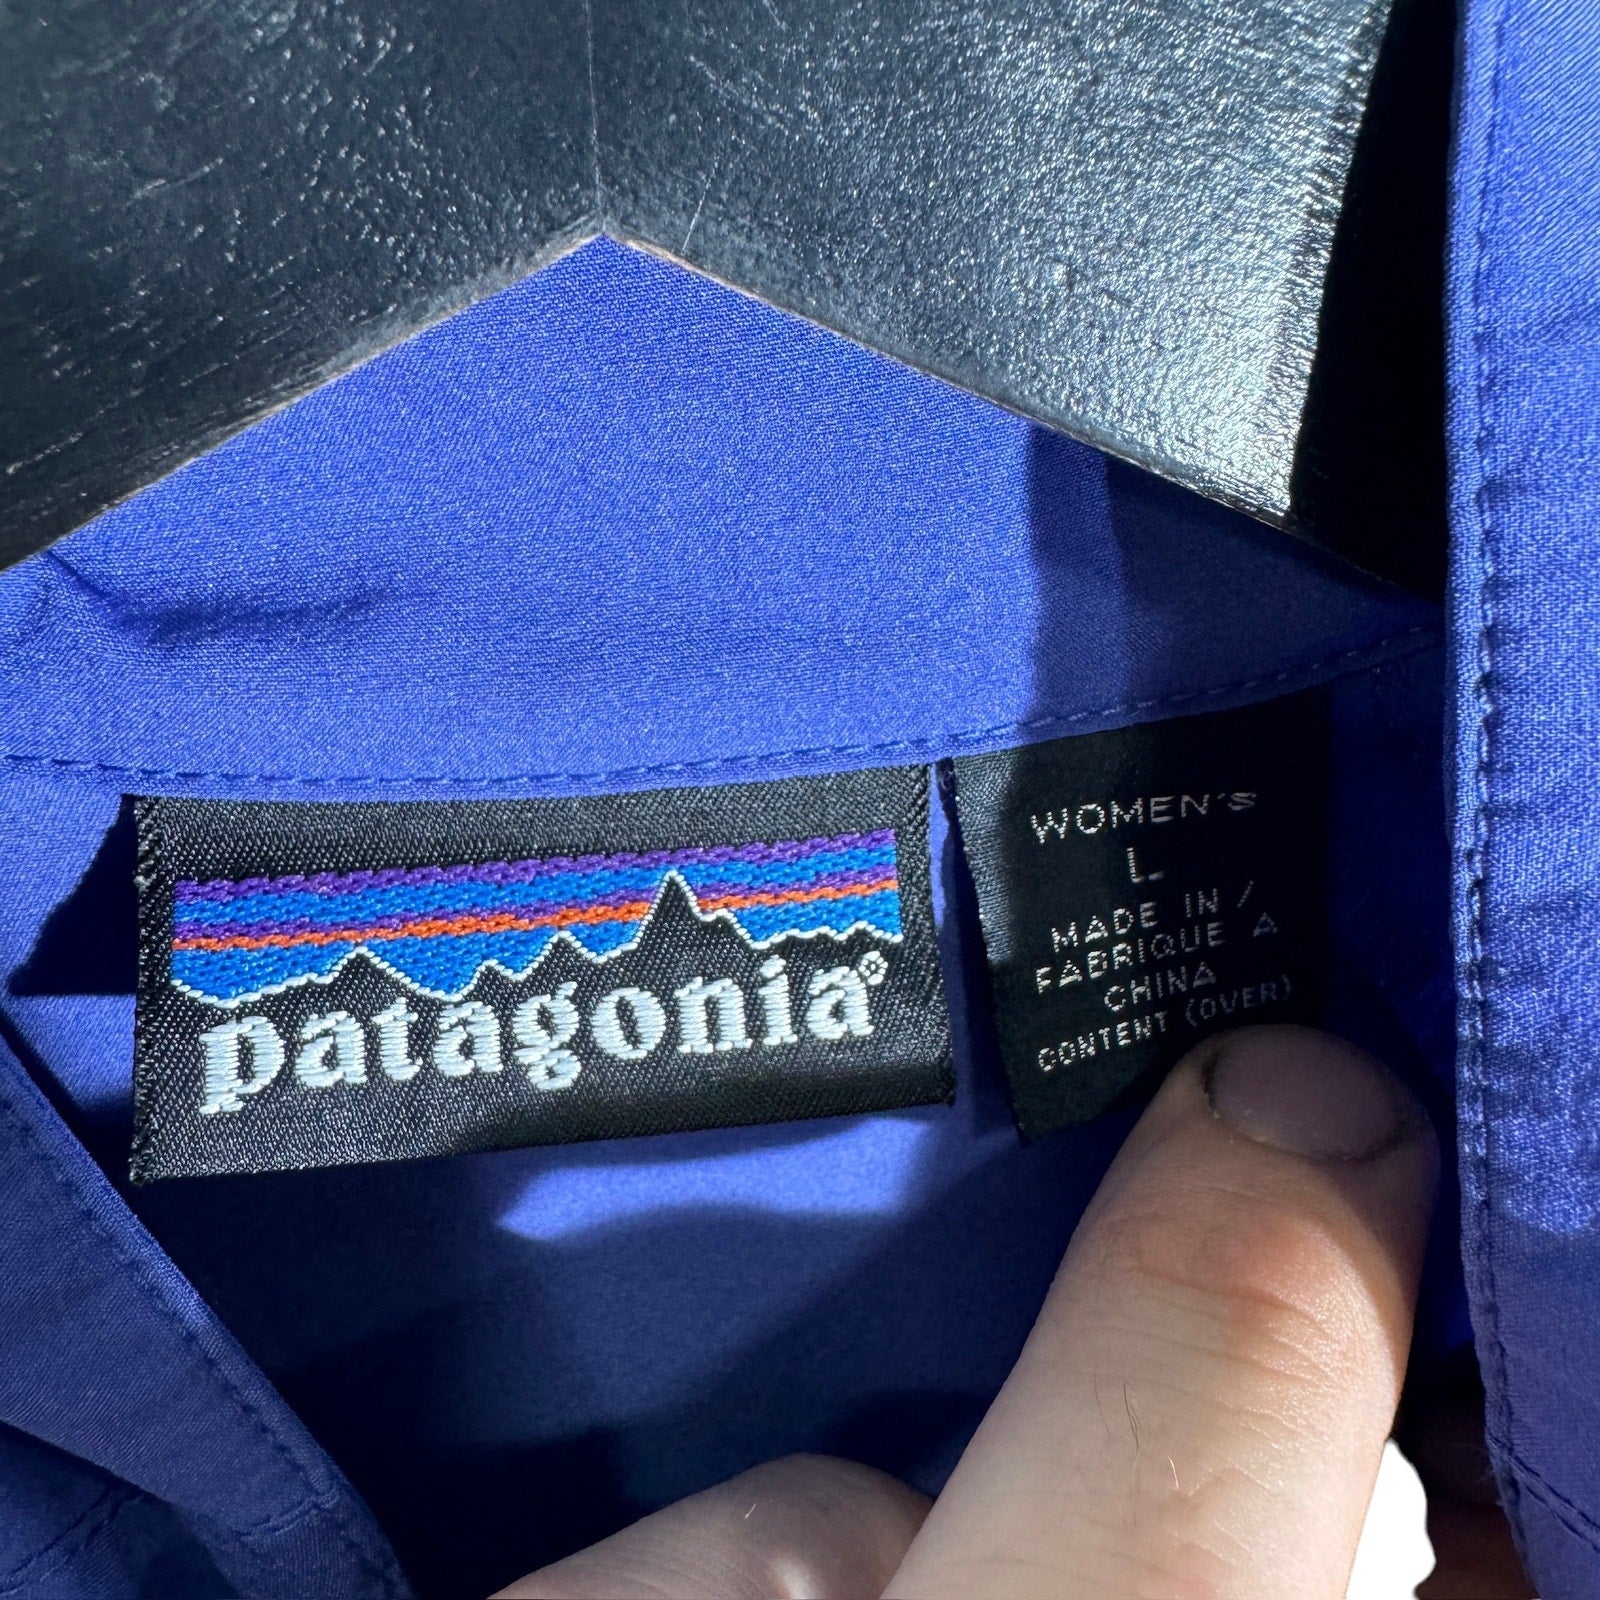 patagonia®
WOMEN'S
L
MADE IN /
FABRIQUE A
CHINA
CONTENT (OVER)